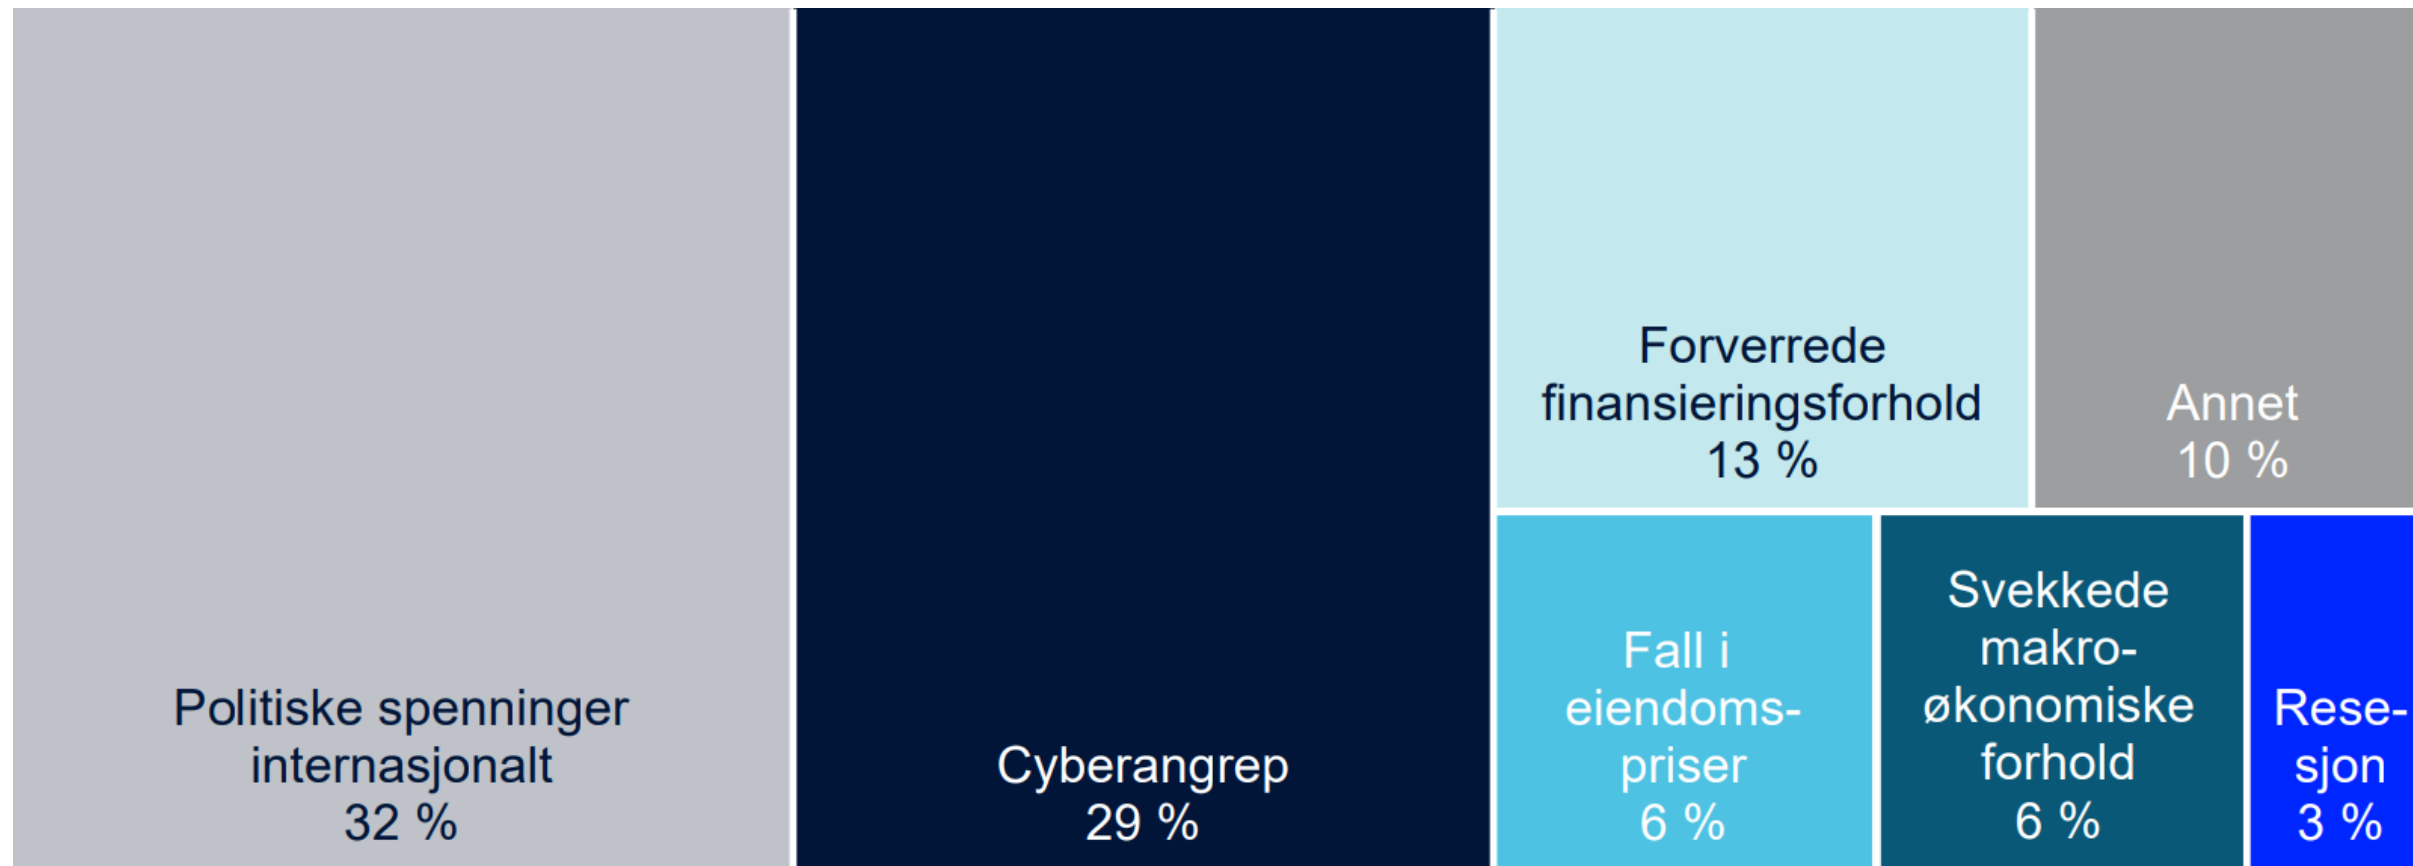 Politiske spenninger
internasjonalt
32 %
Cyberangrep
29 %
Forverrede
finansieringsforhold
13 %
Annet
10 %
Fall i
eiendoms-
priser
6 %
Svekkede
makro-
økonomiske
forhold
6 %
Rese-
sjon
3 %